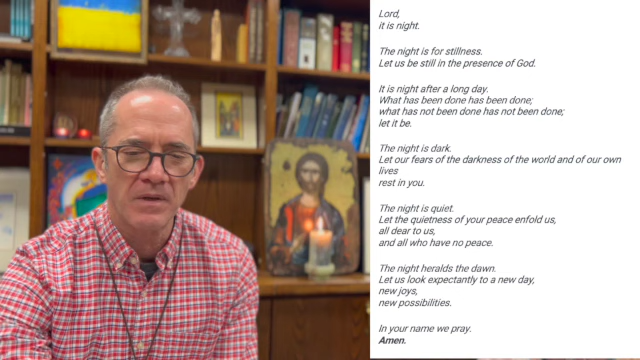 Lord,
it is night.
The night is for stillness.
Let us be still in the presence of God.
It is night after a long day.
What has been done has been done;
what has not been done has not been done;
let it be.
The night is dark.
Let our fears of the darkness of the world and of our own
lives
rest in you.
The night is quiet.
Let the quietness of your peace enfold us,
all dear to us,
and all who have no peace.
The night heralds the dawn.
Let us look expectantly to a new day,
new joys,
new possibilities.
In your name we pray.
Amen.